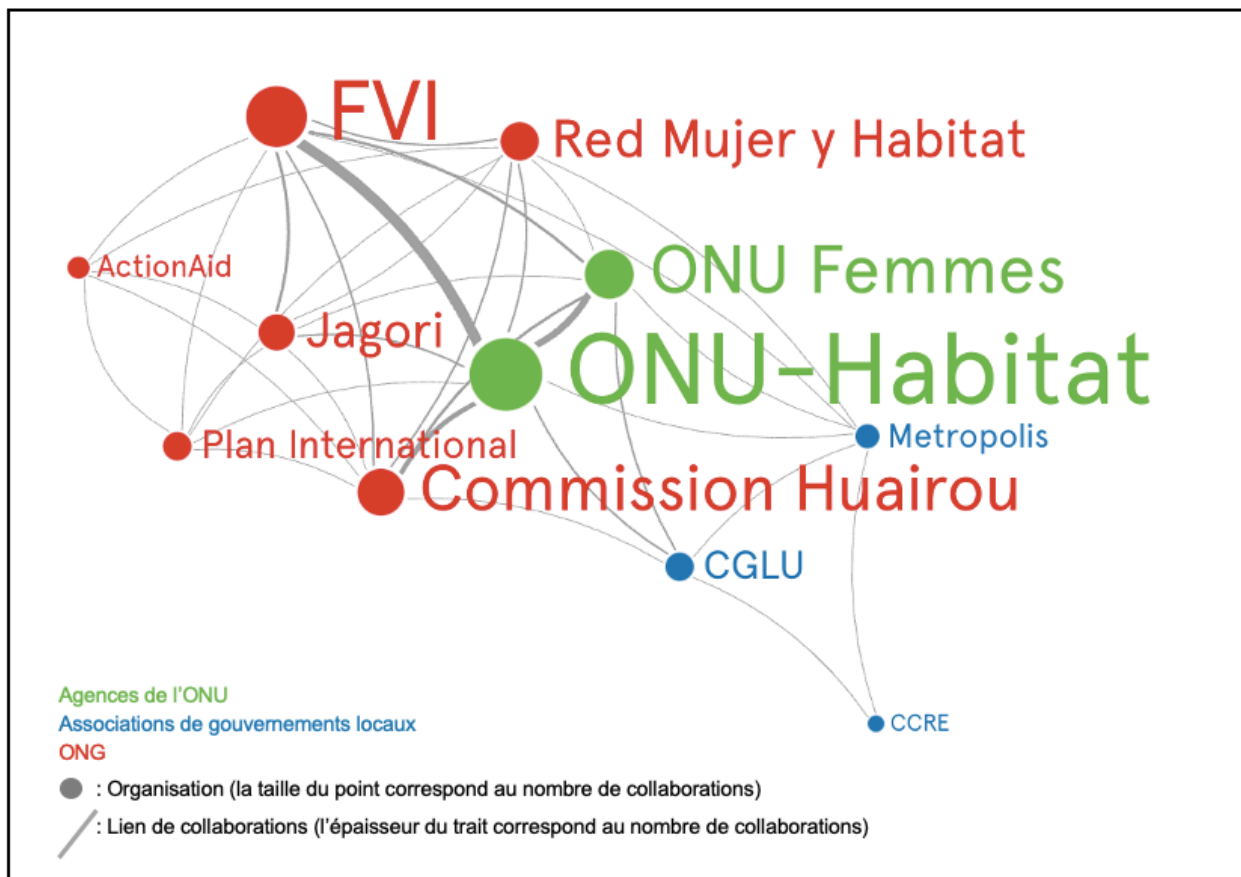 FVI
Red Mujer y Habitat
ActionAid
ONU Femmes
Jagori
ONU-Habitat
Plan International
Metropolis
Commission Huairou
CGLU
CCRE
Agences de l'ONU
Associations de gouvernements locaux
ONG
: Organisation (la taille du point correspond au nombre de collaborations)
: Lien de collaborations (l'épaisseur du trait correspond au nombre de collaborations)